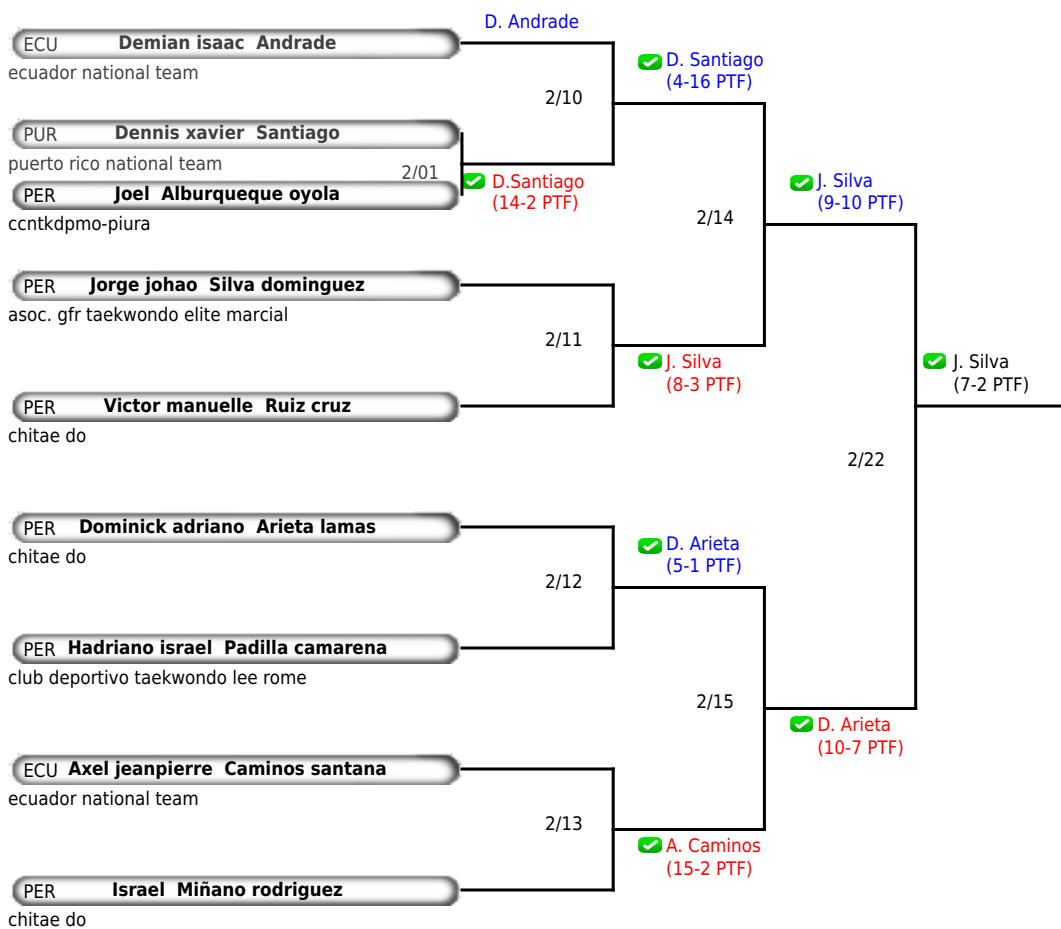 D. Andrade
ECU Demian isaac Andrade
ecuador national team
D. Santiago
(4-16 PTF)
2/10
PUR Dennis xavier Santiago
puerto rico national team
2/01
PER Joel Alburqueque oyola
ccntkdpmo-piura
D.Santiago
(14-2 PTF)
J. Silva
(9-10 PTF)
2/14
PER Jorge johao Silva dominguez
asoc. gfr taekwondo elite marcial
2/11
J. Silva
(8-3 PTF)
J. Silva
(7-2 PTF)
PER Victor manuelle Ruiz cruz
chitae do
2/22
PER Dominick adriano Arieta lamas
chitae do
D. Arieta
(5-1 PTF)
2/12
PER Hadriano israel Padilla camarena
club deportivo taekwondo lee rome
2/15
D. Arieta
(10-7 PTF)
ECU Axel jeanpierre Caminos santana
ecuador national team
2/13
A. Caminos
(15-2 PTF)
PER Israel Miñano rodriguez
chitae do